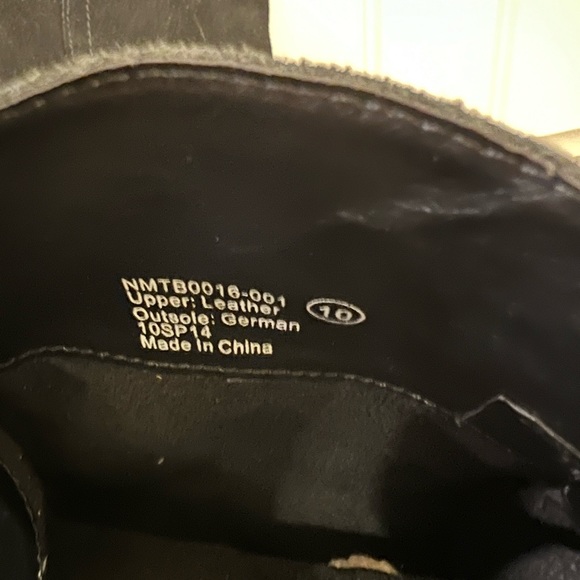 NMTB0016-001
Upper: Leather
Outsole: German
10SP14
Made In China
10